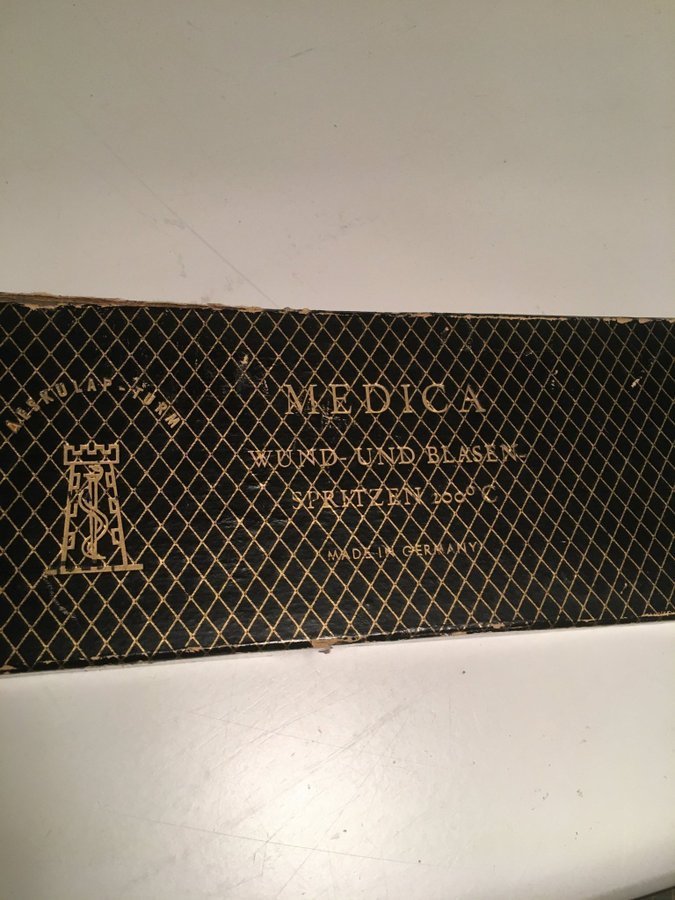 AESKULAP-TURM
MEDICA
WUND- UND BLASEN-
SPRITZEN 200° C
MADE IN GERMANY